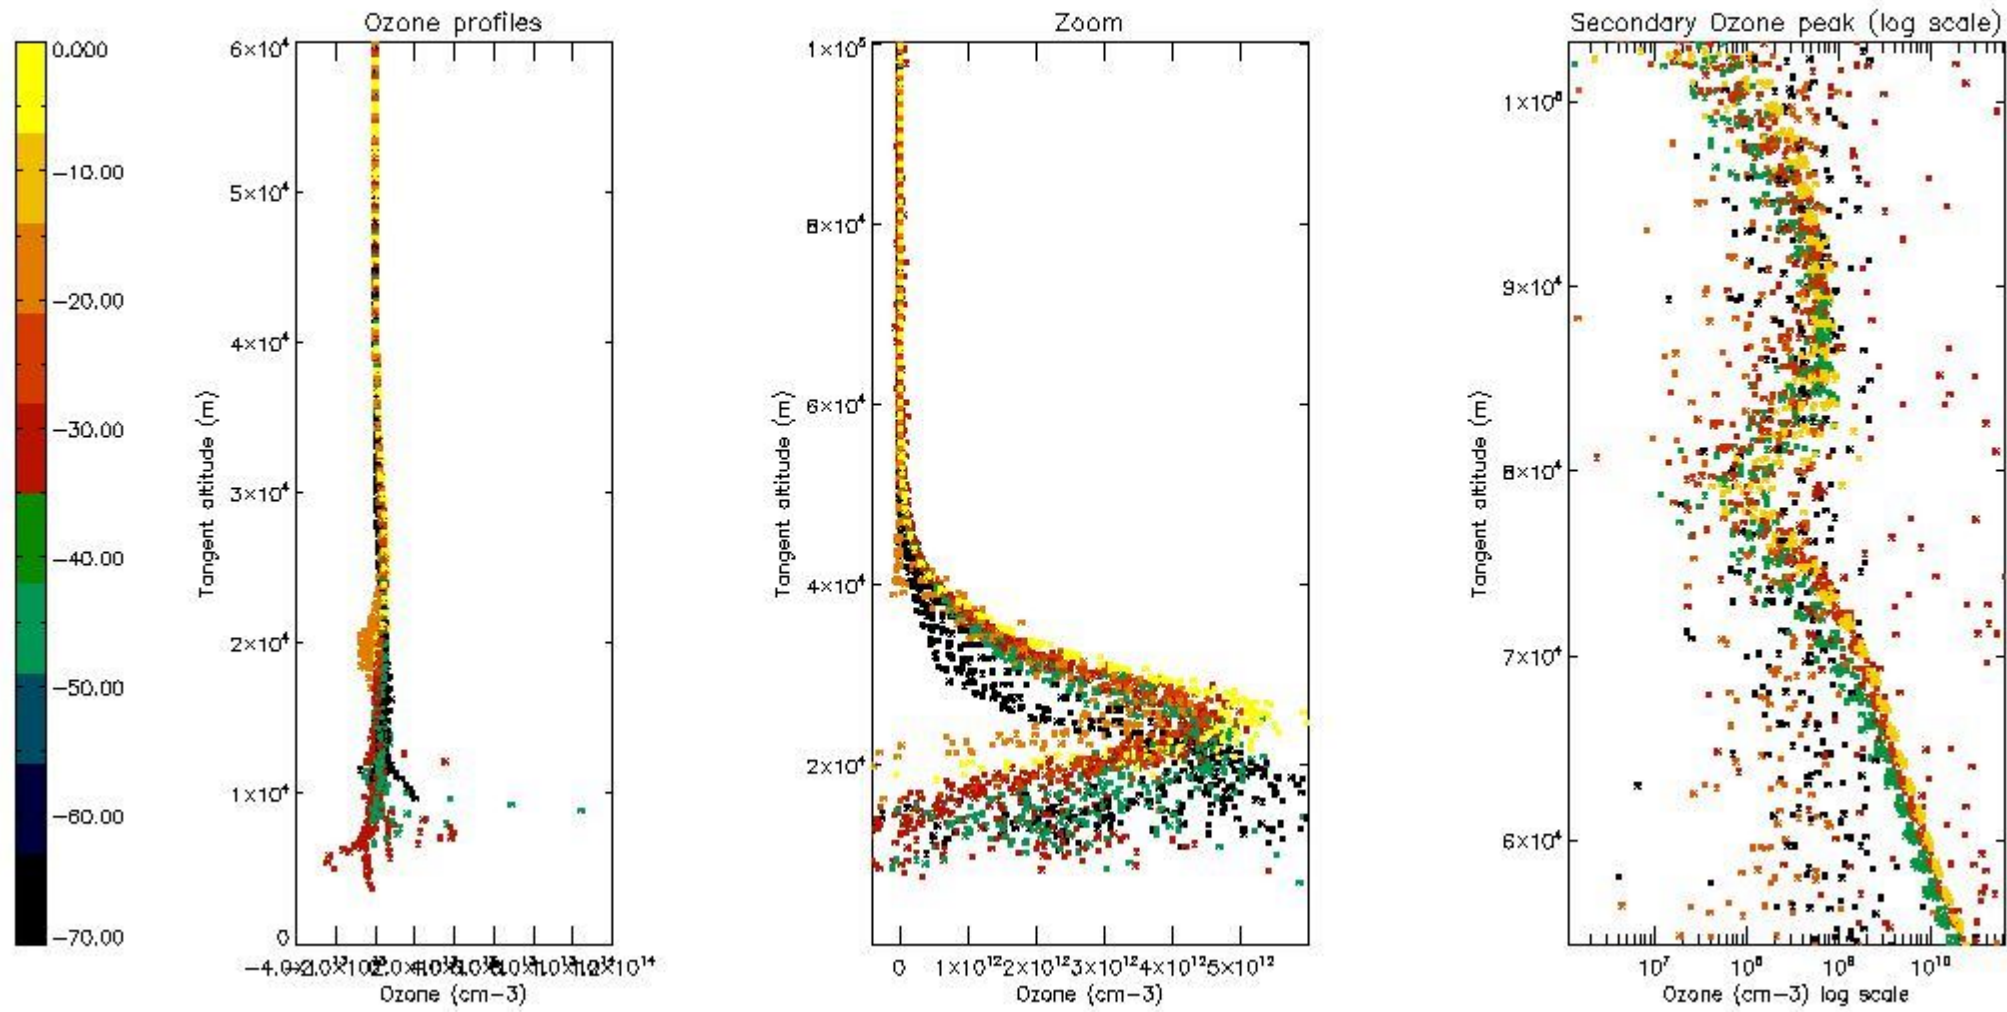 Ozone profiles
Zoom
Secondary Ozone peak (log scale)
0.000
−10.00
−20.00
−30.00
−40.00
−50.00
−60.00
−70.00
6×10⁴
5×10⁴
4×10⁴
3×10⁴
2×10⁴
1×10⁴
0
Tangent altitude (m)
1.2×10¹⁴
Ozone (cm−3)
1×10⁵
8×10⁴
6×10⁴
4×10⁴
2×10⁴
Tangent altitude (m)
0 1×10¹² 2×10¹² 3×10¹² 4×10¹² 5×10¹²
Ozone (cm−3)
1×10⁵
9×10⁴
8×10⁴
7×10⁴
6×10⁴
Tangent altitude (m)
10⁷ 10⁸ 10⁹ 10¹⁰
Ozone (cm−3) log scale